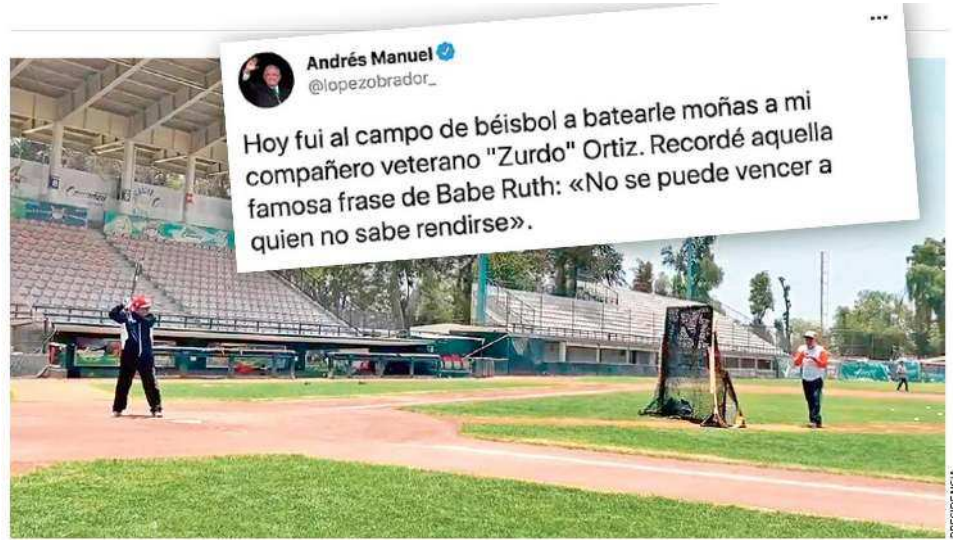 Andrés Manuel
@lopezobrador_
Hoy fui al campo de béisbol a batearle moñas a mi
compañero veterano "Zurdo" Ortiz. Recordé aquella
famosa frase de Babe Ruth: «No se puede vencer a
quien no sabe rendirse».
PRESIDENCIA